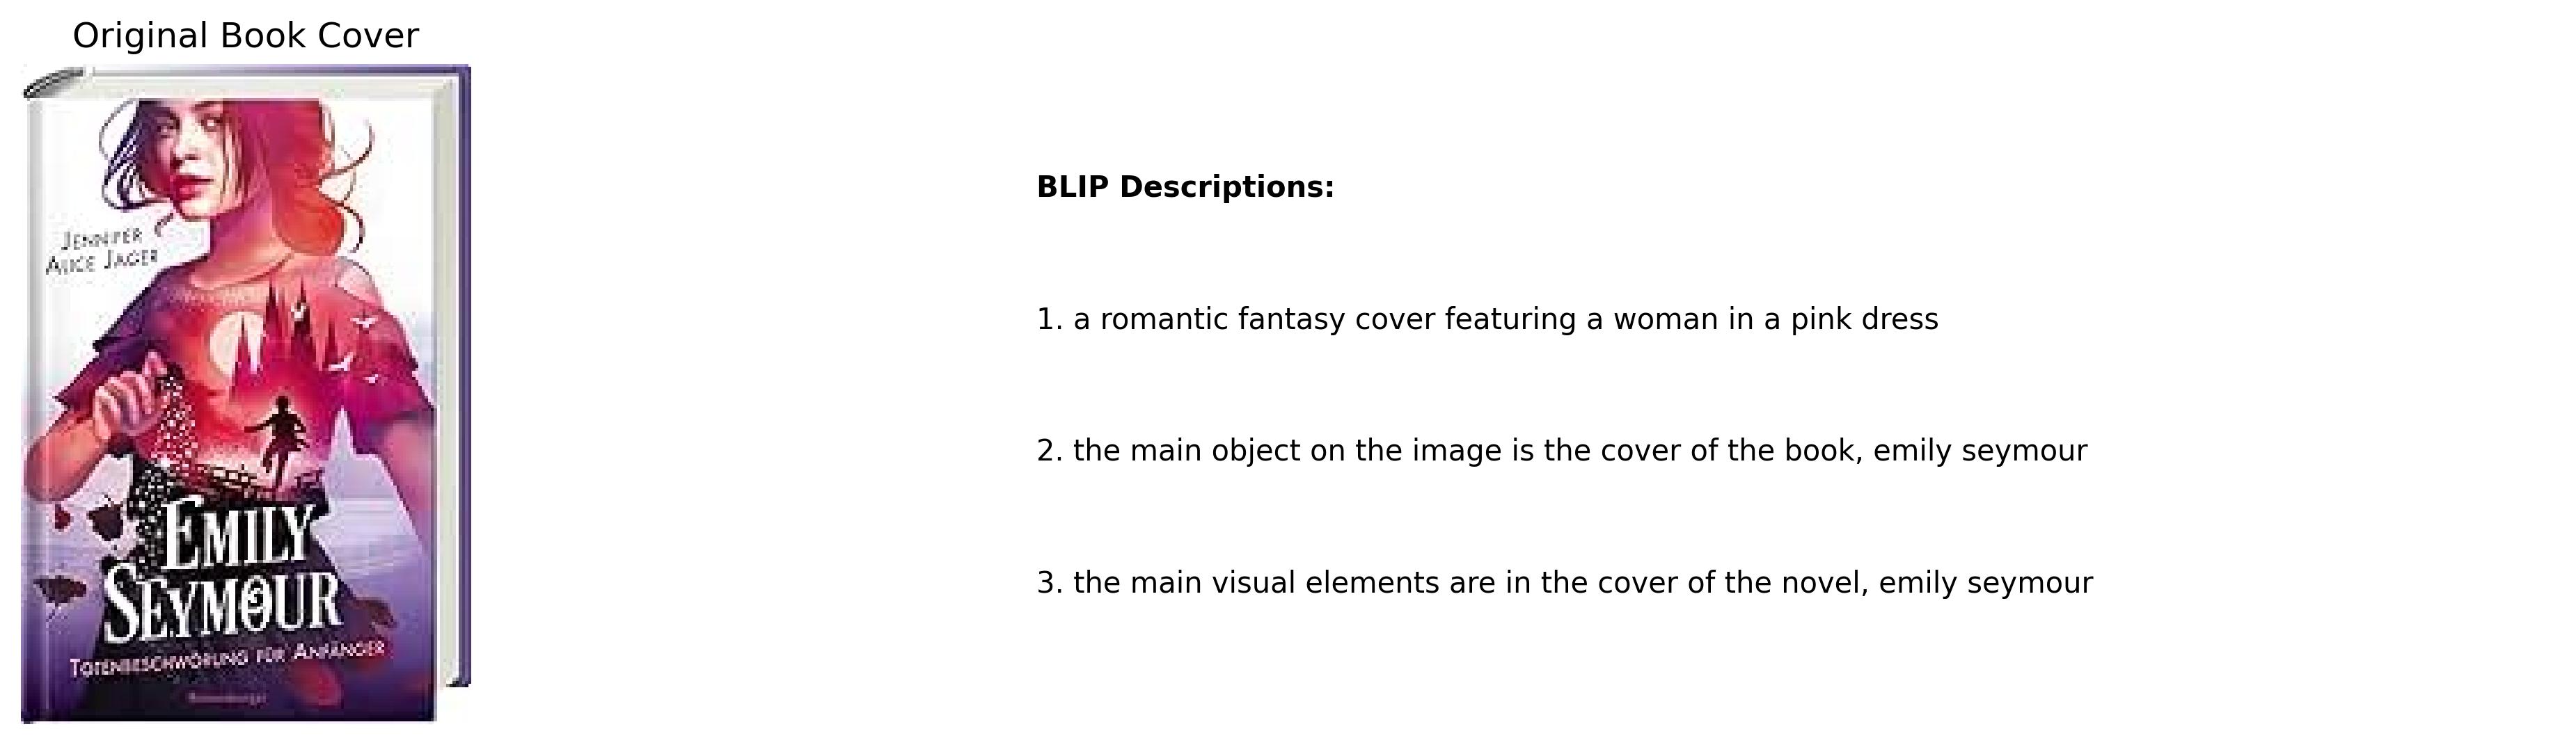 Original Book Cover
JENNIFER
ALICE JAGER
EMILY
SEYMOUR
TOTENBESCHWÖRUNG FÜR ANFÄNGER
Ravensburger
BLIP Descriptions:
1. a romantic fantasy cover featuring a woman in a pink dress
2. the main object on the image is the cover of the book, emily seymour
3. the main visual elements are in the cover of the novel, emily seymour